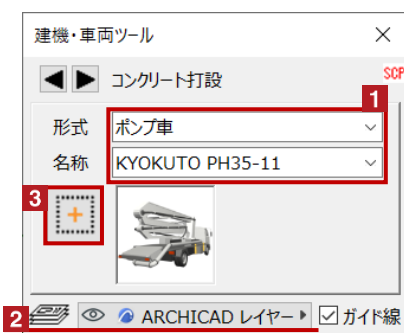 建機・車両ツール
コンクリート打設
SCP
1
形式 ポンプ車
名称 KYOKUTO PH35-11
3
2 ARCHICAD レイヤー ガイド線